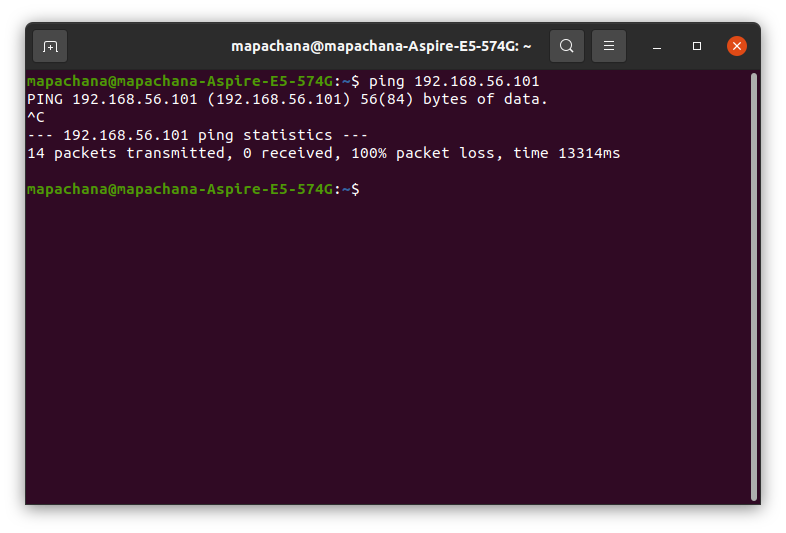 mapachana@mapachana-Aspire-E5-574G: ~
mapachana@mapachana-Aspire-E5-574G:~$ ping 192.168.56.101
PING 192.168.56.101 (192.168.56.101) 56(84) bytes of data.
^C
--- 192.168.56.101 ping statistics ---
14 packets transmitted, 0 received, 100% packet loss, time 13314ms
mapachana@mapachana-Aspire-E5-574G:~$